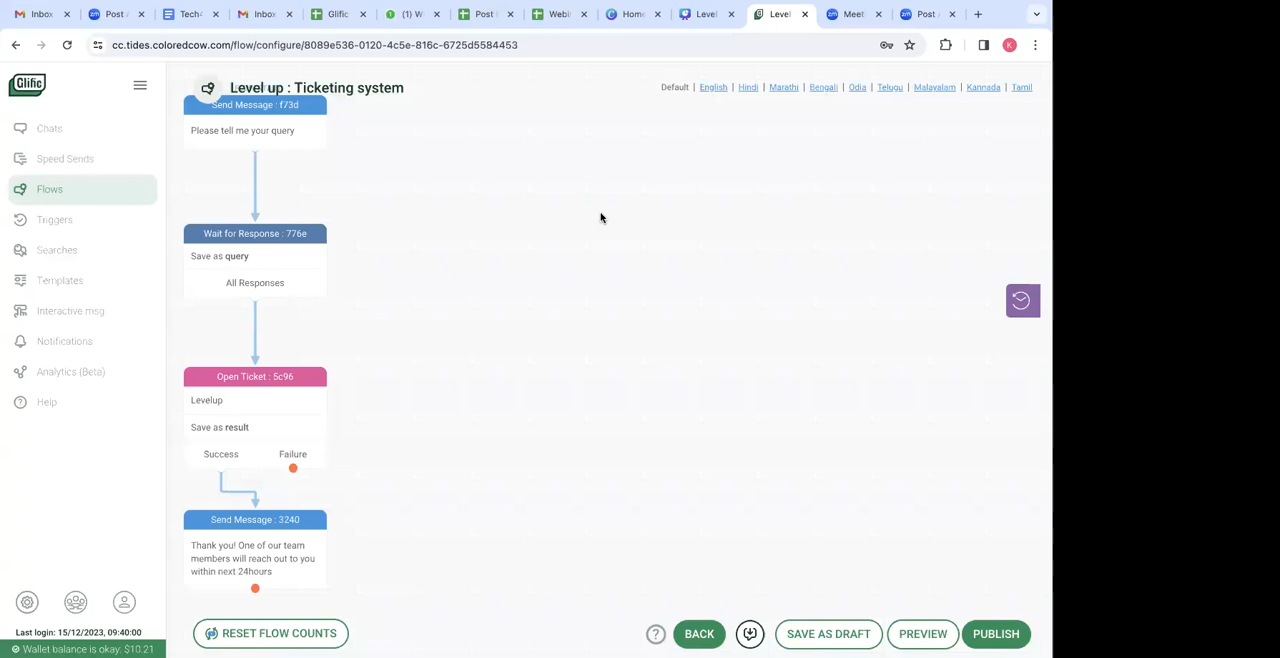 Inbox
Post /
Tech4
Inbox
Glific
(1) W
Post
Webi
Home
Level
Level
Meet
Post
cc.tides.coloredcow.com/flow/configure/8089e536-0120-4c5e-816c-6725d5584453
K
Glific
Level up : Ticketing system
Default | English | Hindi | Marathi | Bengali | Odia | Telugu | Malayalam | Kannada | Tamil
Chats
Speed Sends
Flows
Triggers
Searches
Templates
Interactive msg
Notifications
Analytics (Beta)
Help
Last login: 15/12/2023, 09:40:00
Wallet balance is okay: $10.21
Send Message : f73d
Please tell me your query
Wait for Response : 776e
Save as query
All Responses
Open Ticket : 5c96
Levelup
Save as result
Success
Failure
Send Message : 3240
Thank you! One of our team
members will reach out to you
within next 24hours
RESET FLOW COUNTS
?
BACK
SAVE AS DRAFT
PREVIEW
PUBLISH